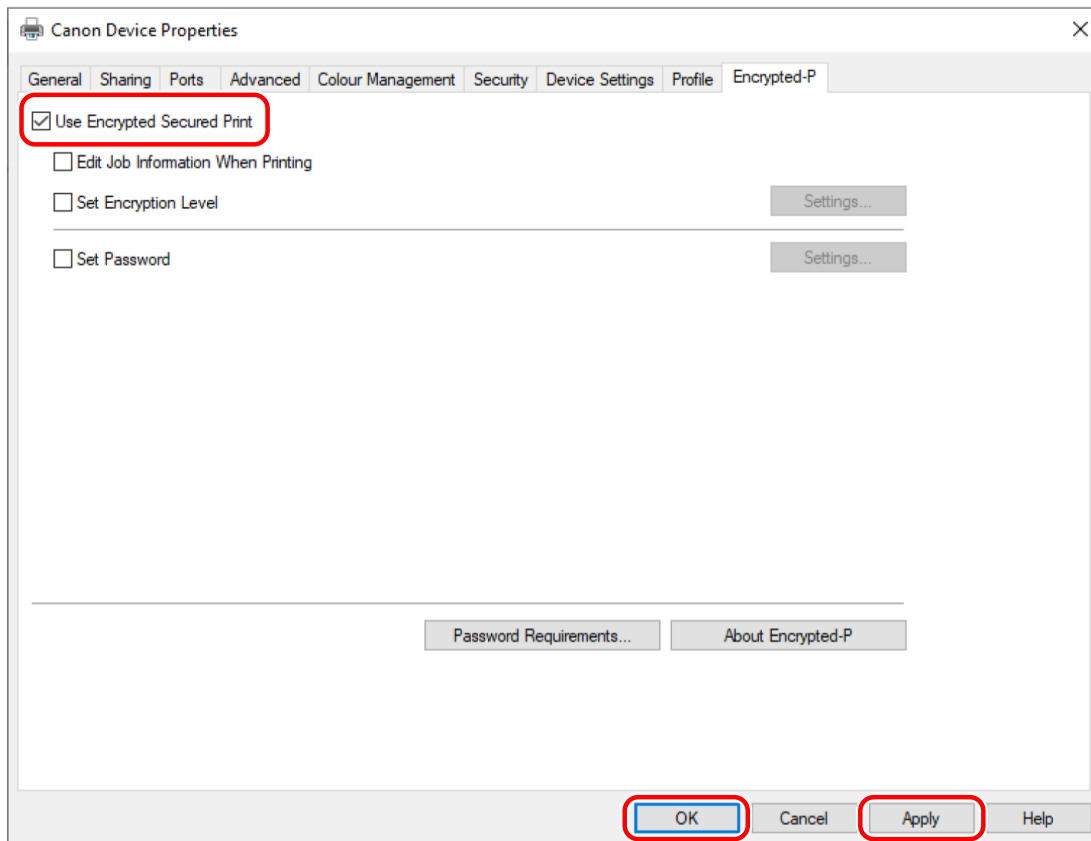 Canon Device Properties
General Sharing Ports Advanced Colour Management Security Device Settings Profile Encrypted-P
Use Encrypted Secured Print
Edit Job Information When Printing
Set Encryption Level Settings...
Set Password Settings...
Password Requirements... About Encrypted-P
OK Cancel Apply Help